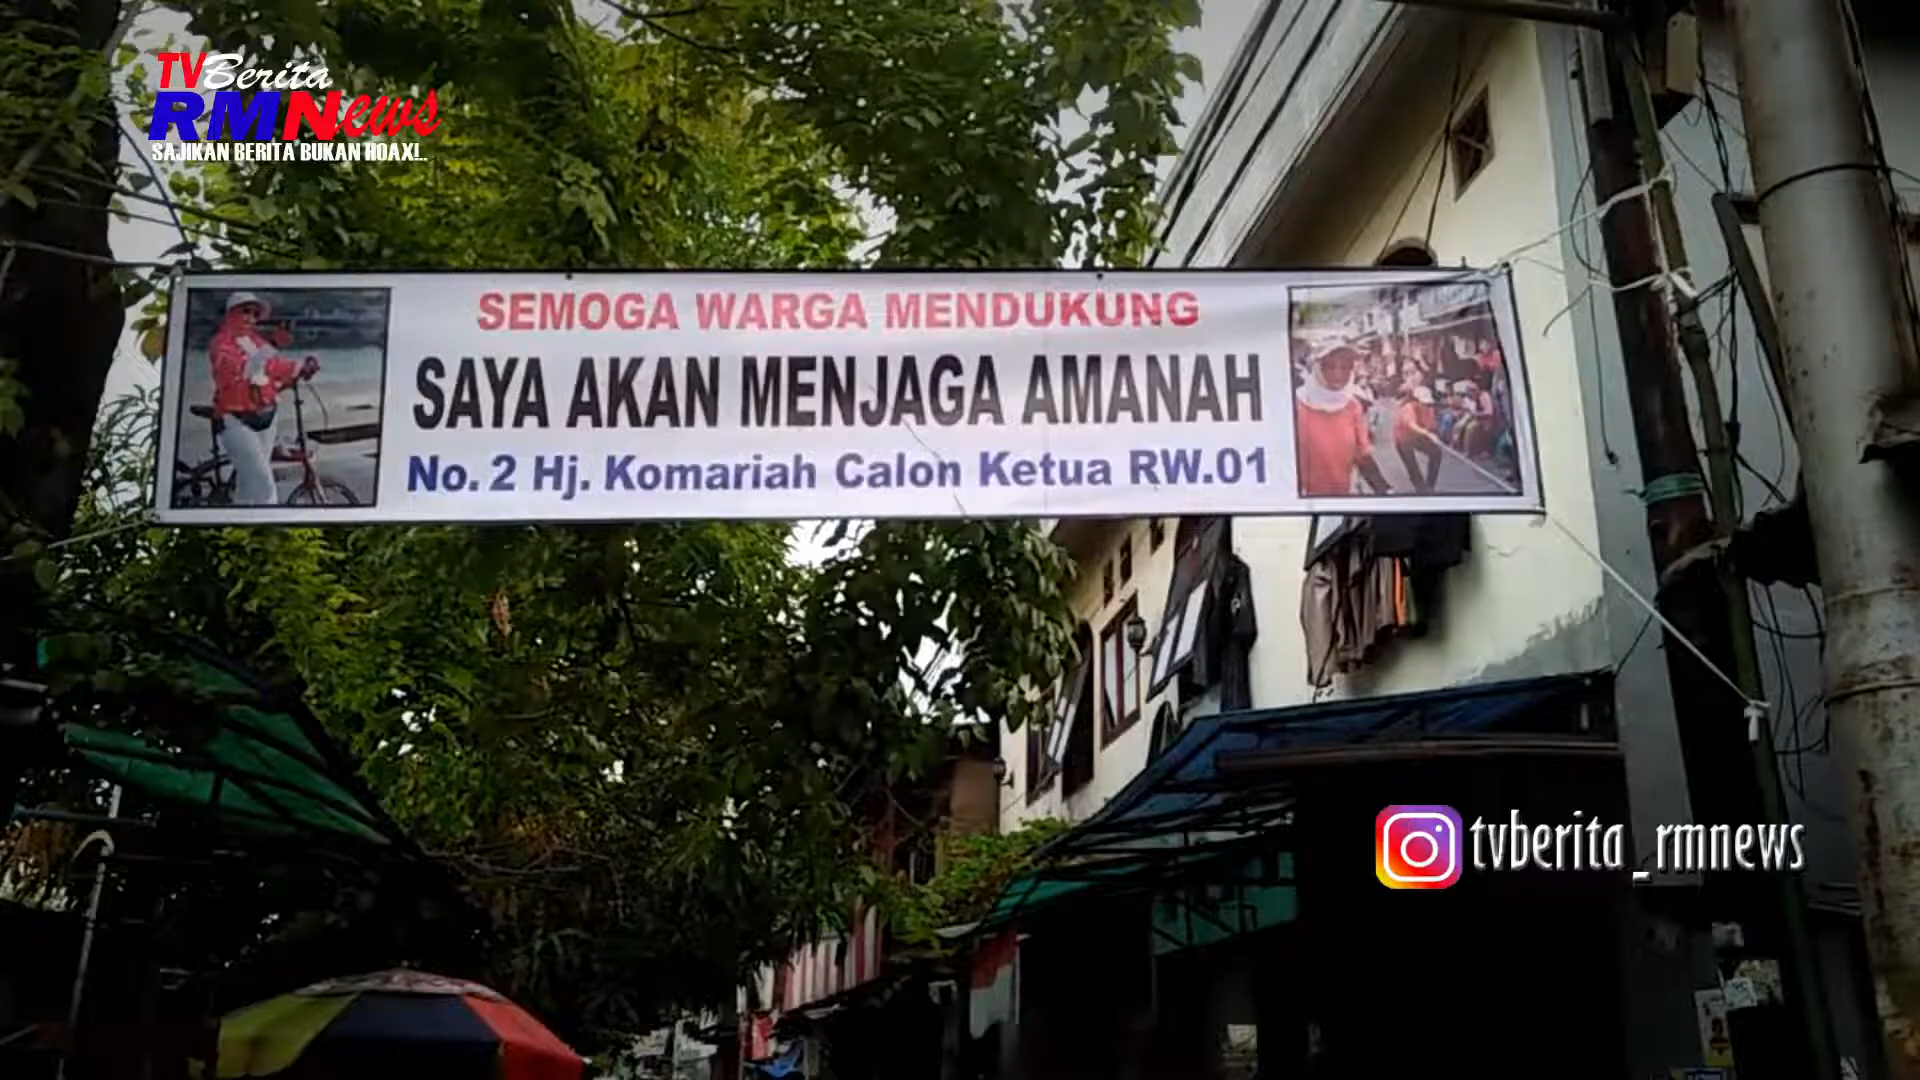 TV Berita
RMNews
SAJIKAN BERITA BUKAN HOAX!..
SEMOGA WARGA MENDUKUNG
SAYA AKAN MENJAGA AMANAH
No. 2 Hj. Komariah Calon Ketua RW.01
tvberita_rmnews